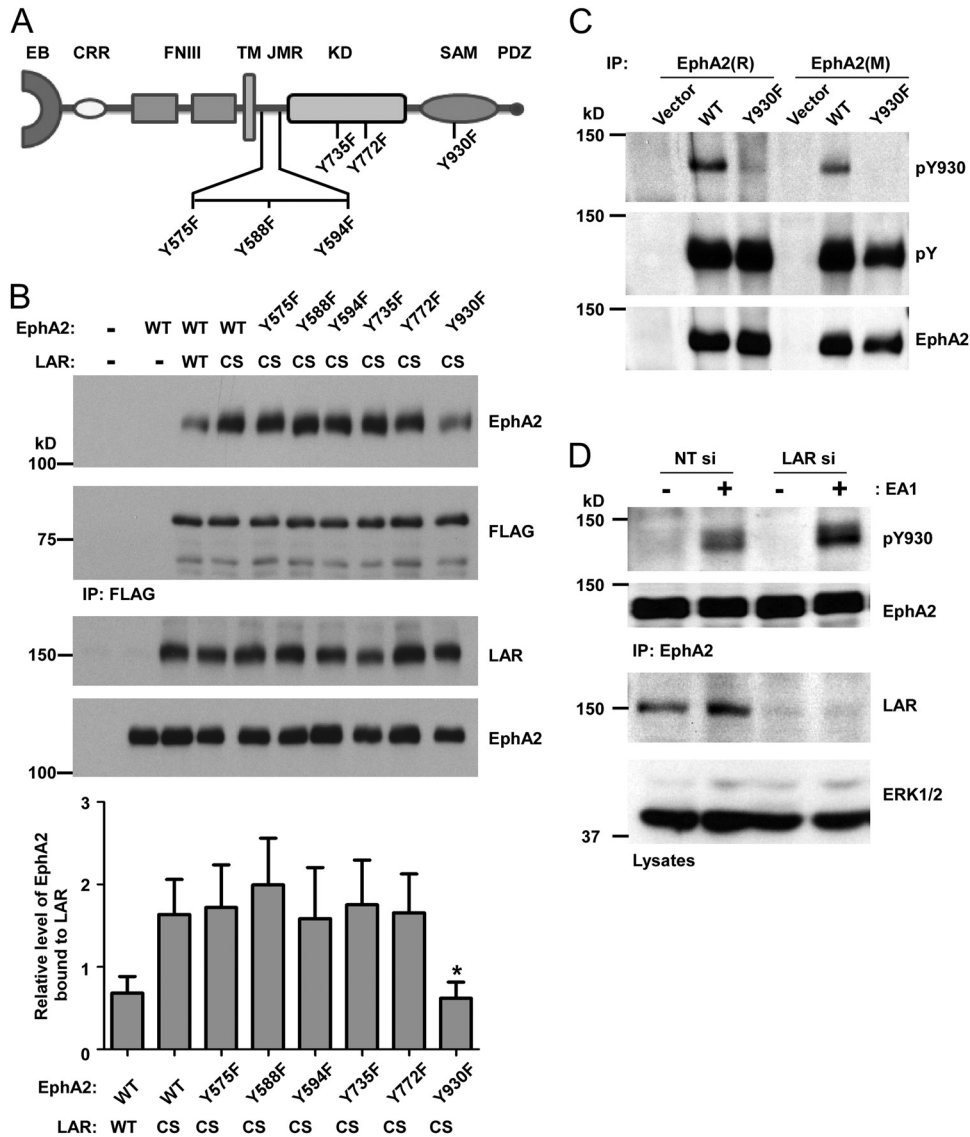 A
EB CRR FNIII TM JMR KD SAM PDZ
Y735F Y772F Y930F
Y575F Y588F Y594F
B
EphA2: - WT WT WT Y575F Y588F Y594F Y735F Y772F Y930F
LAR: - - WT CS CS CS CS CS CS CS
EphA2
kD
100
FLAG
75
IP: FLAG
150 LAR
EphA2
100
Relative level of EphA2
bound to LAR
3
2
1
0
*
EphA2: WT WT Y575F Y588F Y594F Y735F Y772F Y930F
LAR: WT CS CS CS CS CS CS CS
C
IP: EphA2(R) EphA2(M)
Vector WT Y930F Vector WT Y930F
kD
150
pY930
150
pY
150
EphA2
D
NT si LAR si
- + - + : EA1
kD
150
pY930
150
EphA2
IP: EphA2
150 LAR
ERK1/2
37
Lysates